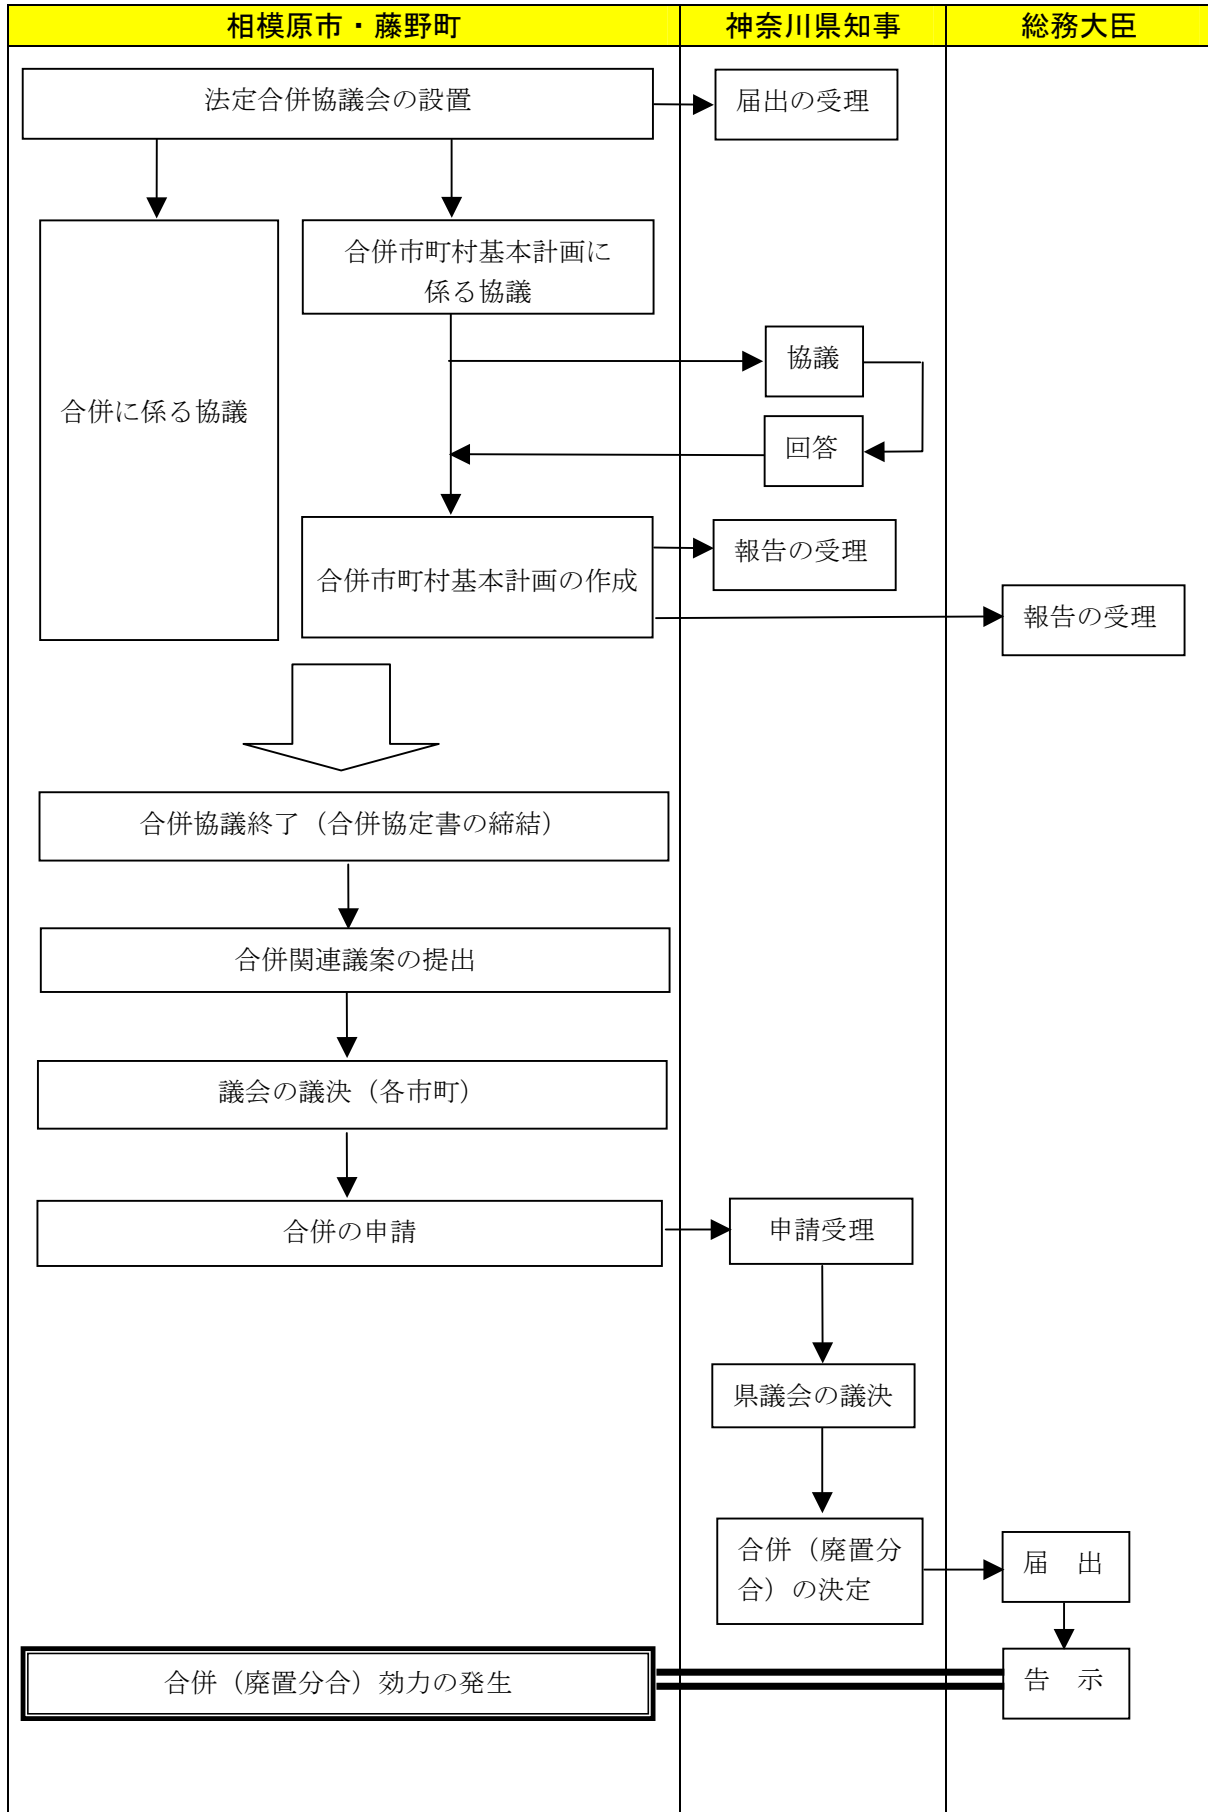 相模原市・藤野町
神奈川県知事
総務大臣
法定合併協議会の設置
届出の受理
合併市町村基本計画に
係る協議
協議
合併に係る協議
回答
報告の受理
合併市町村基本計画の作成
報告の受理
合併協議終了（合併協定書の締結）
合併関連議案の提出
議会の議決（各市町）
合併の申請
申請受理
県議会の議決
合併（廃置分
合）の決定
届　出
合併（廃置分合）効力の発生
告　示